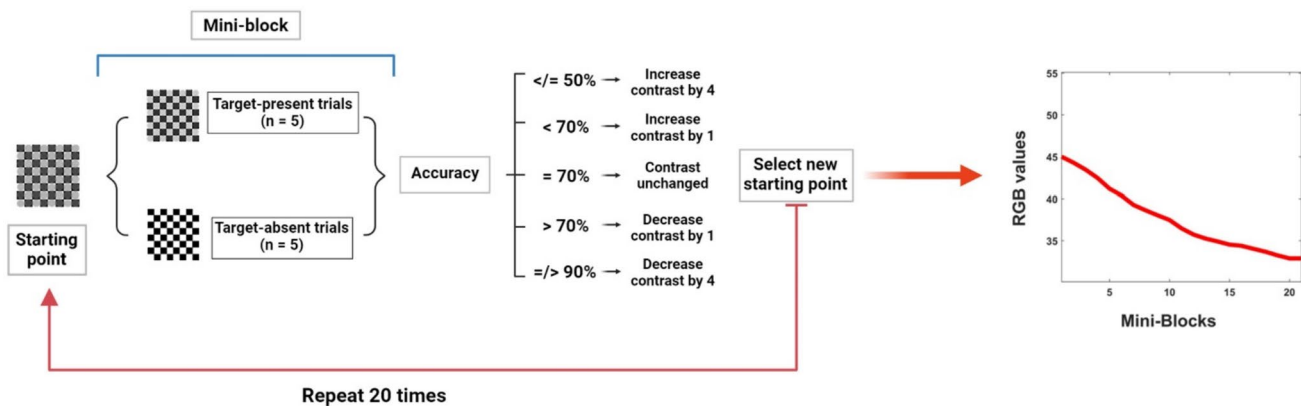 Mini-block
Target-present trials
(n = 5)
Target-absent trials
(n = 5)
Starting
point
Accuracy
</= 50%
Increase
contrast by 4
< 70%
Increase
contrast by 1
= 70%
Contrast
unchanged
> 70%
Decrease
contrast by 1
=/> 90%
Decrease
contrast by 4
Select new
starting point
Repeat 20 times
RGB values
55
50
45
40
35
5
10
15
20
Mini-Blocks